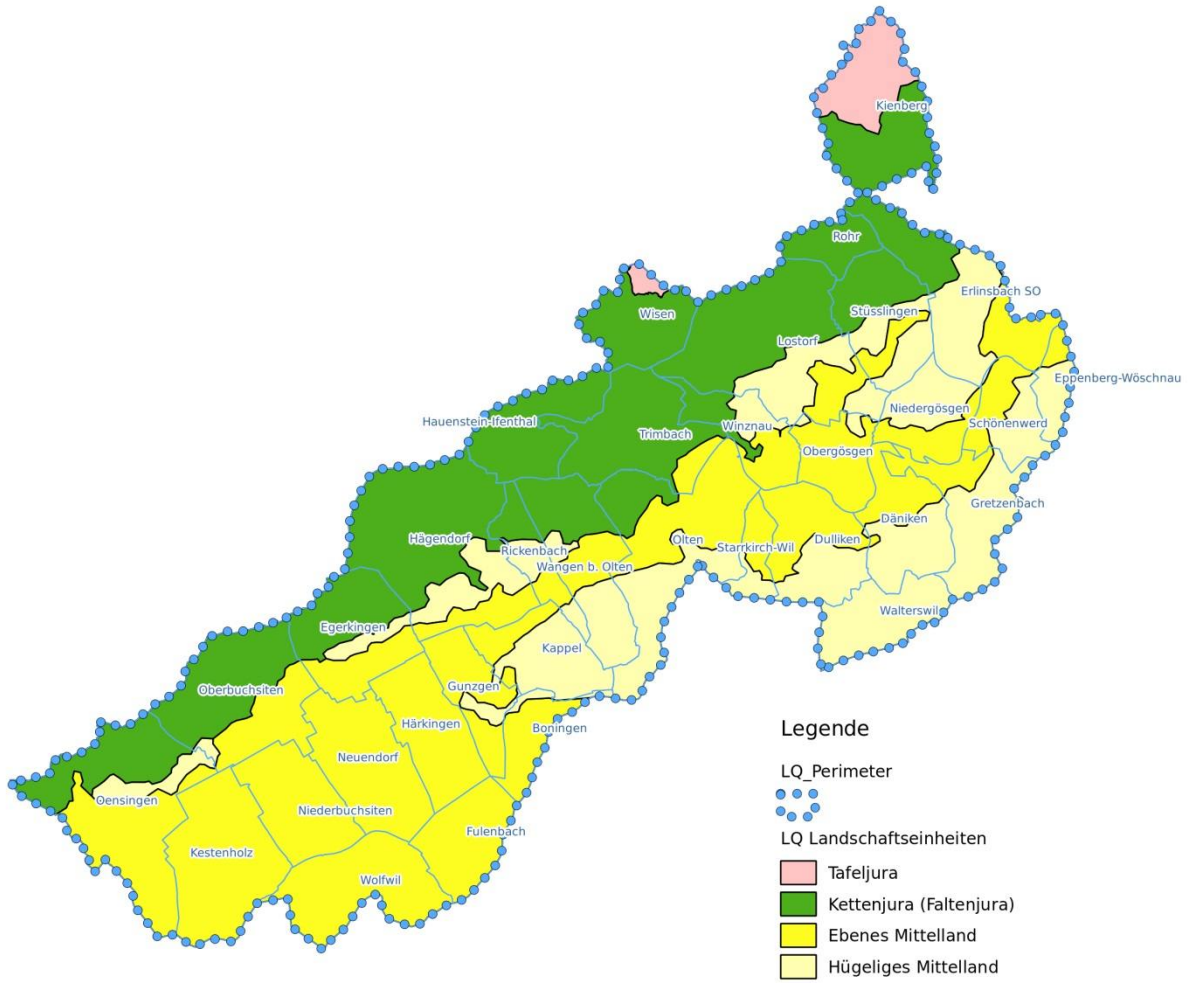 Kienberg
Rohr
Erlinsbach SO
Wisen
Stüsslingen
Lostorf
Eppenberg-Wöschnau
Niedergösgen
Hauenstein-Ifenthal
Winznau
Schönenwerd
Trimbach
Obergösgen
Gretzenbach
Däniken
Hägendorf
Olten
Dulliken
Starrkirch-Wil
Rickenbach
Wangen b. Olten
Walterswil
Egerkingen
Kappel
Oberbuchsiten
Gunzgen
Härkingen
Boningen
Neuendorf
Oensingen
Niederbuchsiten
Fulenbach
Kestenholz
Wolfwil
Legende
LQ_Perimeter
LQ Landschaftseinheiten
Tafeljura
Kettenjura (Faltenjura)
Ebenes Mittelland
Hügeliges Mittelland